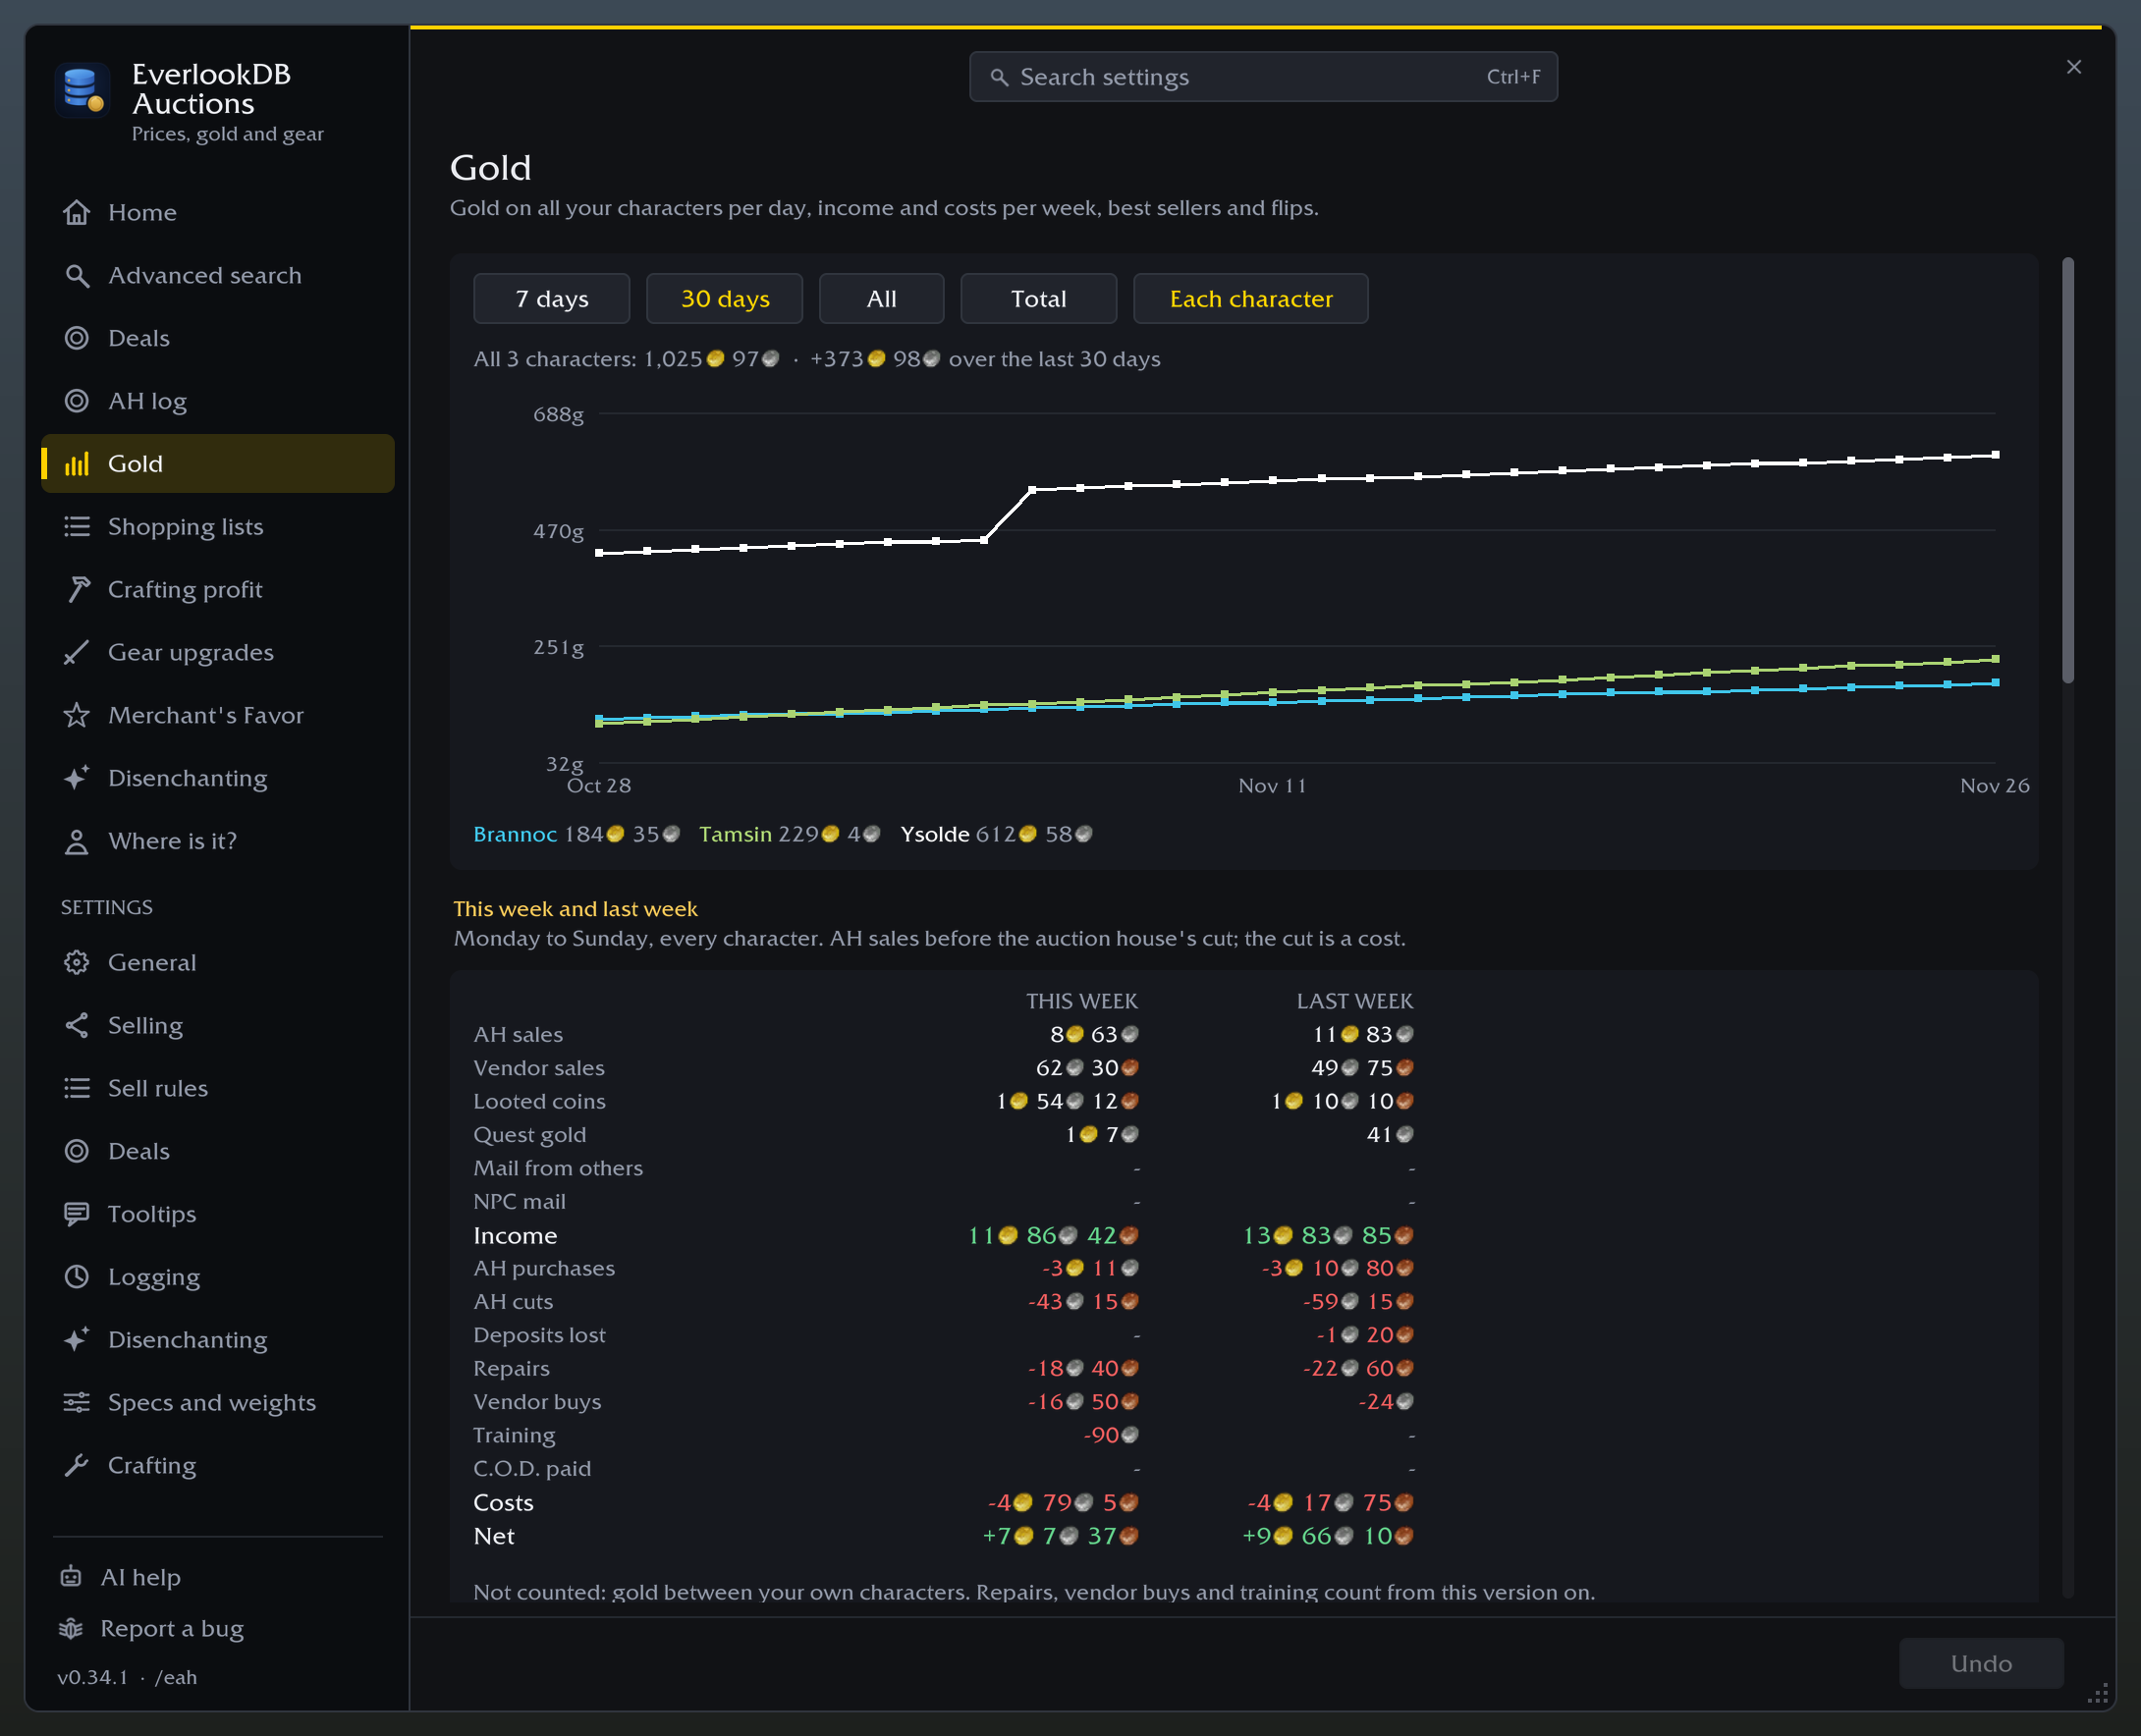 EverlookDB
Auctions
Prices, gold and gear
Home
Advanced search
Deals
AH log
Gold
Shopping lists
Crafting profit
Gear upgrades
Merchant's Favor
Disenchanting
Where is it?
SETTINGS
General
Selling
Sell rules
Deals
Tooltips
Logging
Disenchanting
Specs and weights
Crafting
AI help
Report a bug
v0.34.1 · /eah
Search settings Ctrl+F
Gold
Gold on all your characters per day, income and costs per week, best sellers and flips.
7 days 30 days All Total Each character
All 3 characters: 1,025 97 · +373 98 over the last 30 days
688g
470g
251g
32g
Oct 28 Nov 11 Nov 26
Brannoc 184 35 Tamsin 229 4 Ysolde 612 58
This week and last week
Monday to Sunday, every character. AH sales before the auction house's cut; the cut is a cost.
THIS WEEK LAST WEEK
AH sales 8 63 11 83
Vendor sales 62 30 49 75
Looted coins 1 54 12 1 10 10
Quest gold 1 7 41
Mail from others - -
NPC mail - -
Income 11 86 42 13 83 85
AH purchases -3 11 -3 10 80
AH cuts -43 15 -59 15
Deposits lost - -1 20
Repairs -18 40 -22 60
Vendor buys -16 50 -24
Training -90 -
C.O.D. paid - -
Costs -4 79 5 -4 17 75
Net +7 7 37 +9 66 10
Not counted: gold between your own characters. Repairs, vendor buys and training count from this version on.
Undo